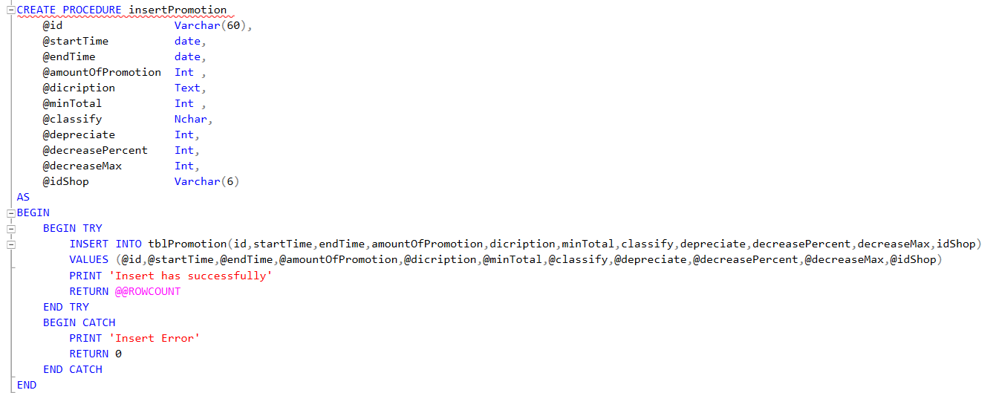 CREATE PROCEDURE insertPromotion
@id Varchar(60),
@startTime date,
@endTime date,
@amountOfPromotion Int ,
@dicription Text,
@minTotal Int ,
@classify Nchar,
@depreciate Int,
@decreasePercent Int,
@decreaseMax Int,
@idShop Varchar(6)
AS
BEGIN
BEGIN TRY
INSERT INTO tblPromotion(id,startTime,endTime,amountOfPromotion,dicription,minTotal,classify,depreciate,decreasePercent,decreaseMax,idShop)
VALUES (@id,@startTime,@endTime,@amountOfPromotion,@dicription,@minTotal,@classify,@depreciate,@decreasePercent,@decreaseMax,@idShop)
PRINT 'Insert has successfully'
RETURN @@ROWCOUNT
END TRY
BEGIN CATCH
PRINT 'Insert Error'
RETURN 0
END CATCH
END